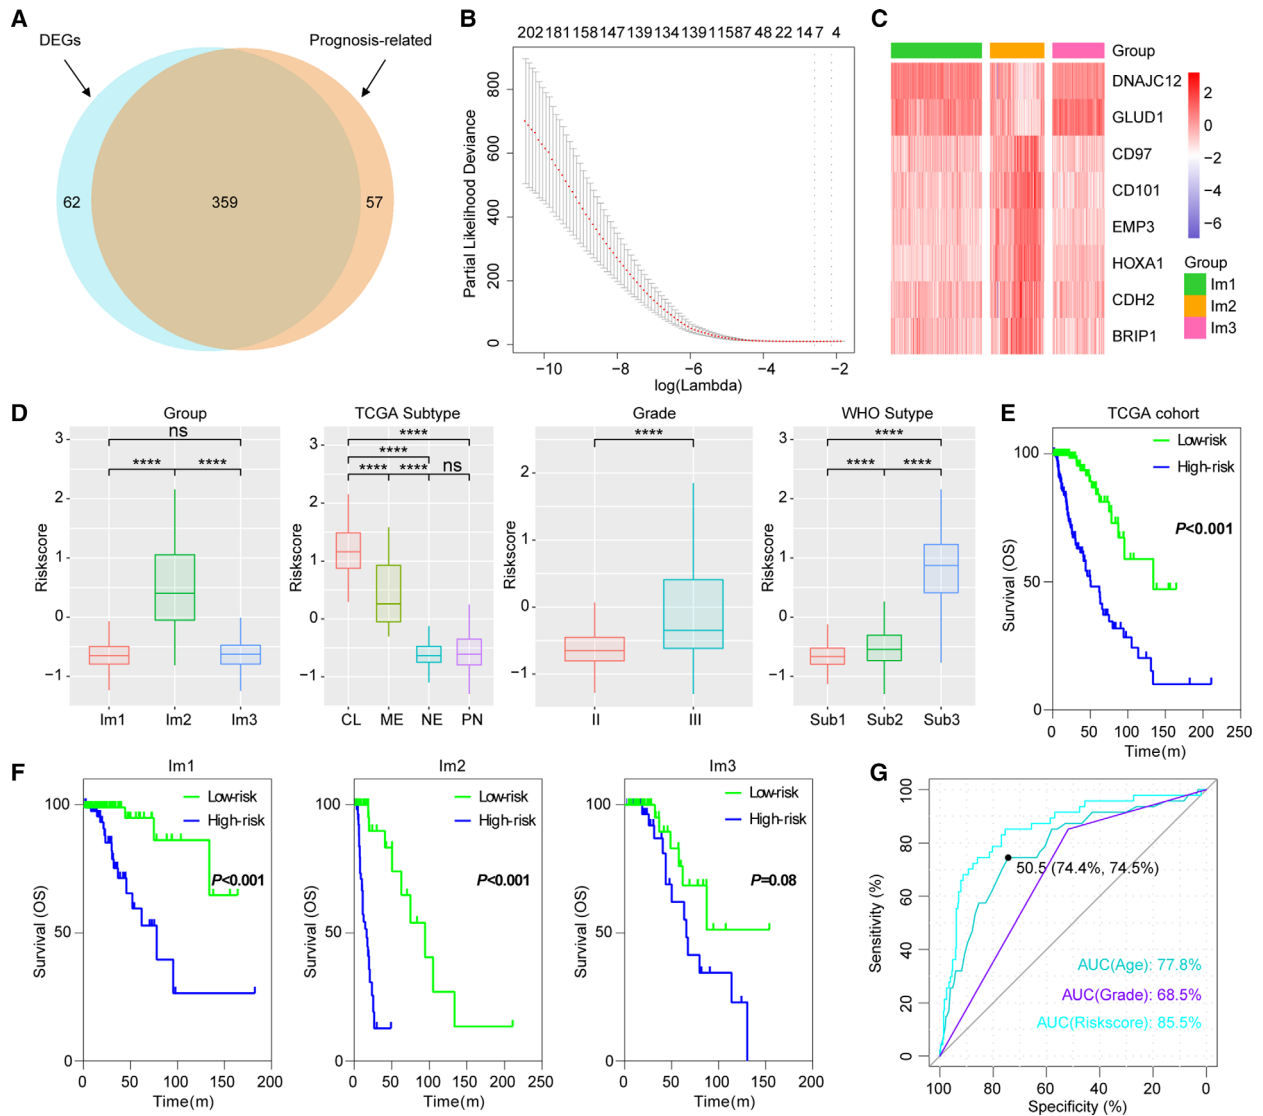 A
DEGs
Prognosis-related
62
359
57
B
202 181 158 147 139 134 139 115 87 48 22 14 7 4
Partial Likelihood Deviance
800
600
400
200
0
−10 −8 −6 −4 −2
log(Lambda)
C
Group
DNAJC12
GLUD1
CD97
CD101
EMP3
HOXA1
CDH2
BRIP1
2
0
−2
−4
−6
Group
Im1
Im2
Im3
D
Group
ns
**** ****
Riskscore
3
2
1
0
−1
Im1 Im2 Im3
TCGA Subtype
****
****
**** **** ns
Riskscore
3
2
1
0
−1
CL ME NE PN
Grade
****
Riskscore
2
1
0
−1
II III
WHO Sutype
****
**** ****
Riskscore
3
2
1
0
−1
Sub1 Sub2 Sub3
E
TCGA cohort
Low-risk
High-risk
P<0.001
Survival (OS)
100
50
0
0 50 100 150 200 250
Time(m)
F
Im1
Low-risk
High-risk
P<0.001
Survival (OS)
100
50
0
0 50 100 150 200
Time(m)
Im2
Low-risk
High-risk
P<0.001
Survival (OS)
100
50
0
0 50 100 150 200 250
Time(m)
Im3
Low-risk
High-risk
P=0.08
Survival (OS)
100
50
0
0 50 100 150 200
Time(m)
G
Sensitivity (%)
100
80
60
40
20
0
50.5 (74.4%, 74.5%)
AUC(Age): 77.8%
AUC(Grade): 68.5%
AUC(Riskscore): 85.5%
100 80 60 40 20 0
Specificity (%)